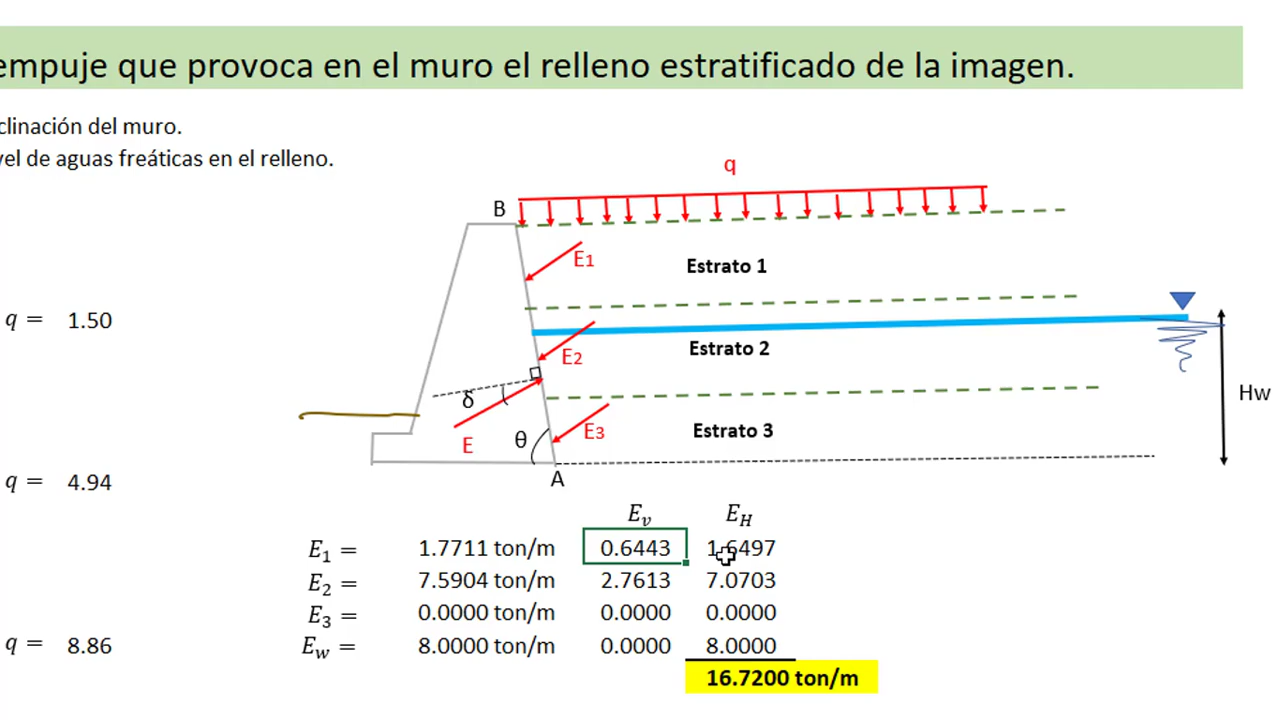 empuje que provoca en el muro el relleno estratificado de la imagen.
clinación del muro.
vel de aguas freáticas en el relleno.
q
B
E1
Estrato 1
q = 1.50
E2
Estrato 2
δ
Hw
E
θ
E3
Estrato 3
A
q = 4.94
Ev EH
E1 = 1.7711 ton/m 0.6443 1.6497
E2 = 7.5904 ton/m 2.7613 7.0703
E3 = 0.0000 ton/m 0.0000 0.0000
q = 8.86 Ew = 8.0000 ton/m 0.0000 8.0000
16.7200 ton/m